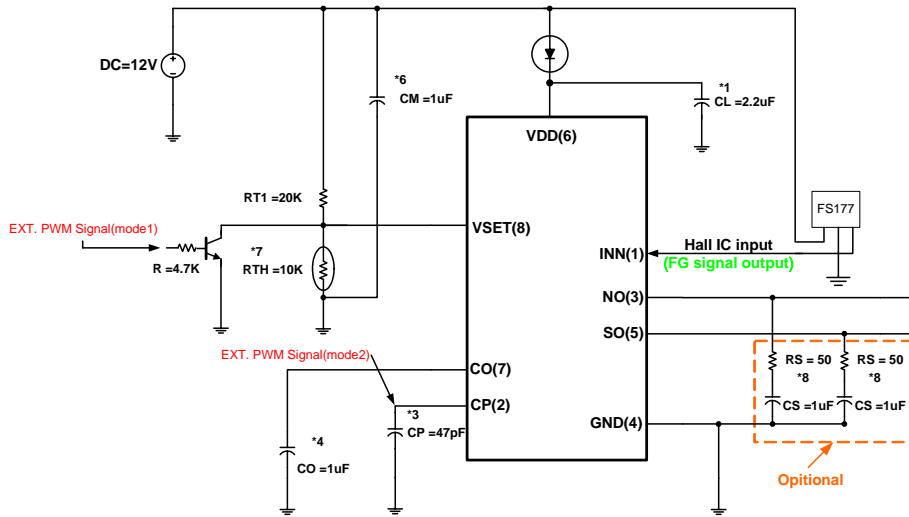 DC=12V
+
-
*6
CM =1uF
*1
CL =2.2uF
VDD(6)
RT1 =20K
FS177
EXT. PWM Signal(mode1)
VSET(8)
R =4.7K
*7
RTH =10K
INN(1)
Hall IC input
(FG signal output)
NO(3)
SO(5)
EXT. PWM Signal(mode2)
CO(7)
RS = 50
*8
CS =1uF
RS = 50
*8
CS =1uF
CP(2)
*3
CP =47pF
GND(4)
*4
CO =1uF
Opitional